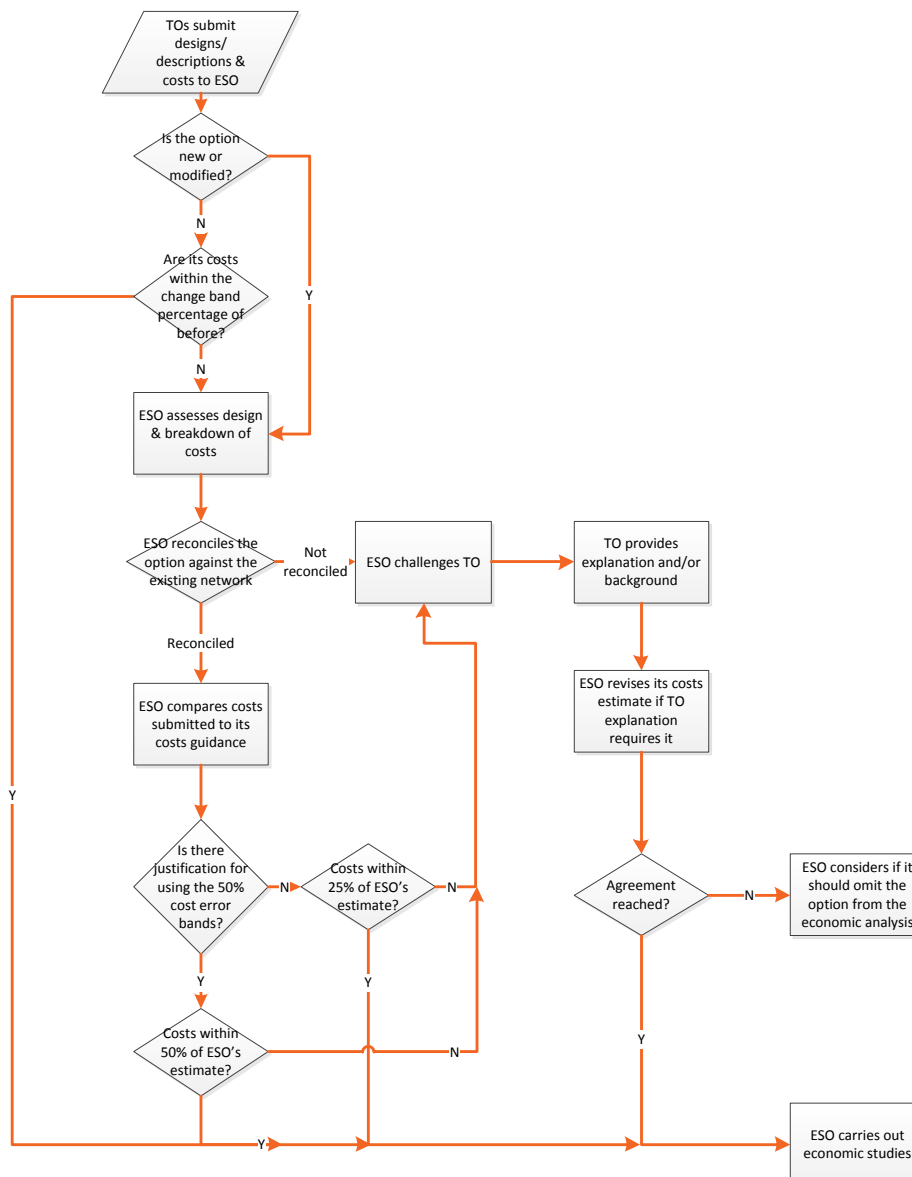 TOs submit
designs/
descriptions &
costs to ESO
Is the option
new or
modified?
N
Y
Are its costs
within the
change band
percentage of
before?
N
Y
ESO assesses design
& breakdown of
costs
ESO reconciles the
option against the
existing network
Not
reconciled
Reconciled
ESO challenges TO
TO provides
explanation and/or
background
ESO compares costs
submitted to its
costs guidance
ESO revises its costs
estimate if TO
explanation
requires it
Is there
justification for
using the 50%
cost error
bands?
N
Y
Costs within
25% of ESO's
estimate?
N
Y
Agreement
reached?
N
Y
ESO considers if it
should omit the
option from the
economic analysis
Costs within
50% of ESO's
estimate?
N
Y
ESO carries out
economic studies